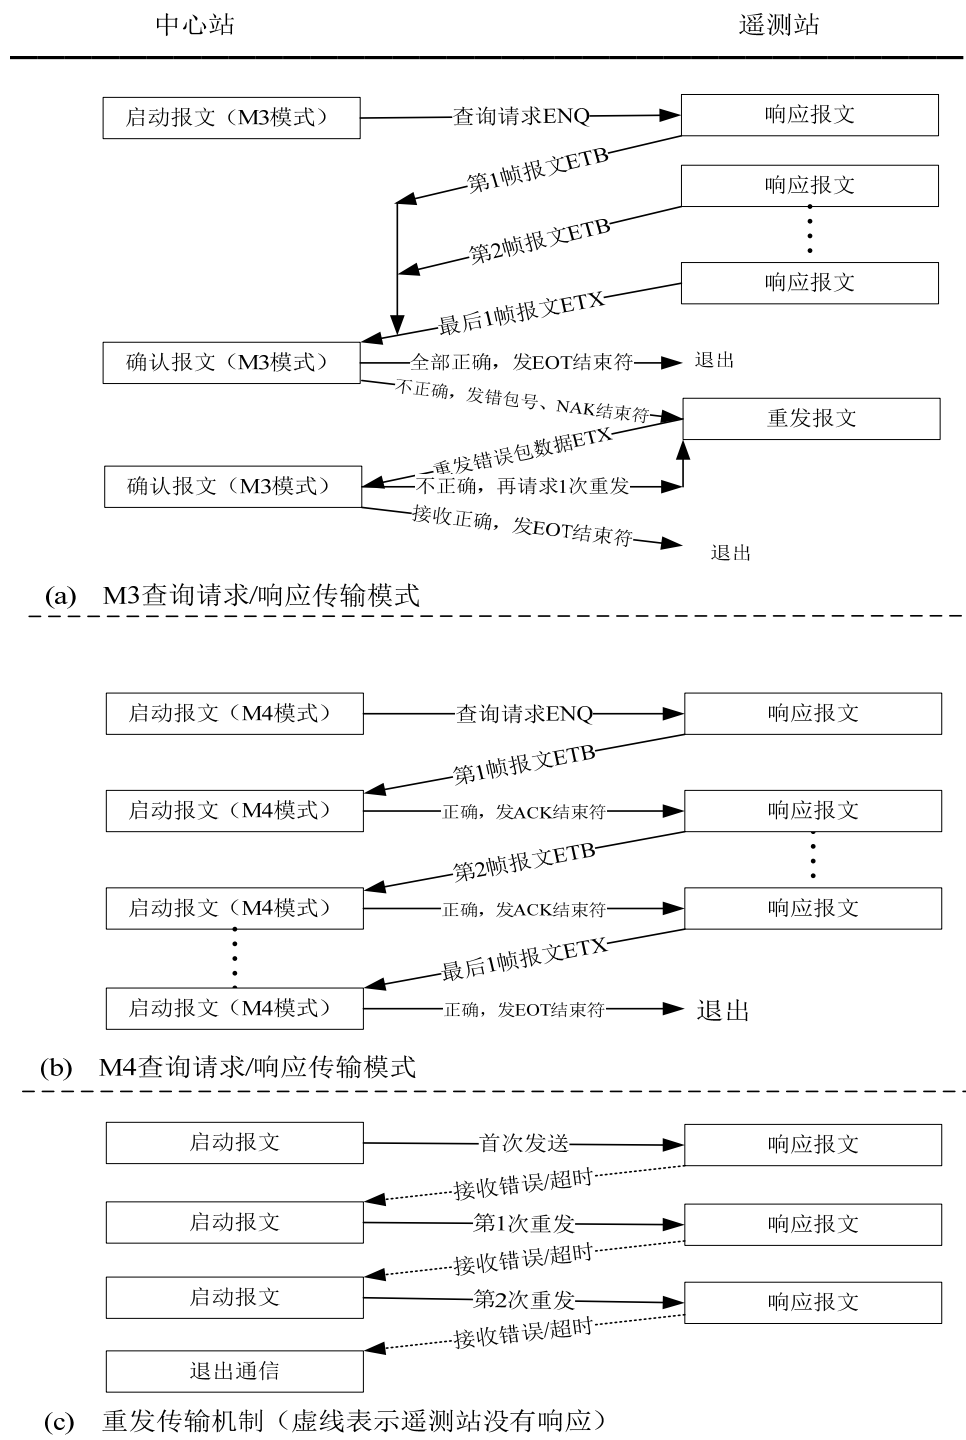 中心站 遥测站
启动报文（M3模式） 查询请求ENQ 响应报文
第1帧报文ETB
响应报文
第2帧报文ETB
响应报文
最后1帧报文ETX
确认报文（M3模式） 全部正确，发EOT结束符 退出
不正确，发错包号、NAK结束符
重发报文
重发错误包数据ETX
确认报文（M3模式） 不正确，再请求1次重发
接收正确，发EOT结束符
退出
(a) M3查询请求/响应传输模式
启动报文（M4模式） 查询请求ENQ 响应报文
第1帧报文ETB
启动报文（M4模式） 正确，发ACK结束符 响应报文
第2帧报文ETB
启动报文（M4模式） 正确，发ACK结束符 响应报文
最后1帧报文ETX
启动报文（M4模式） 正确，发EOT结束符 退出
(b) M4查询请求/响应传输模式
启动报文 首次发送 响应报文
接收错误/超时
启动报文 第1次重发 响应报文
接收错误/超时
启动报文 第2次重发 响应报文
接收错误/超时
退出通信
(c) 重发传输机制（虚线表示遥测站没有响应）